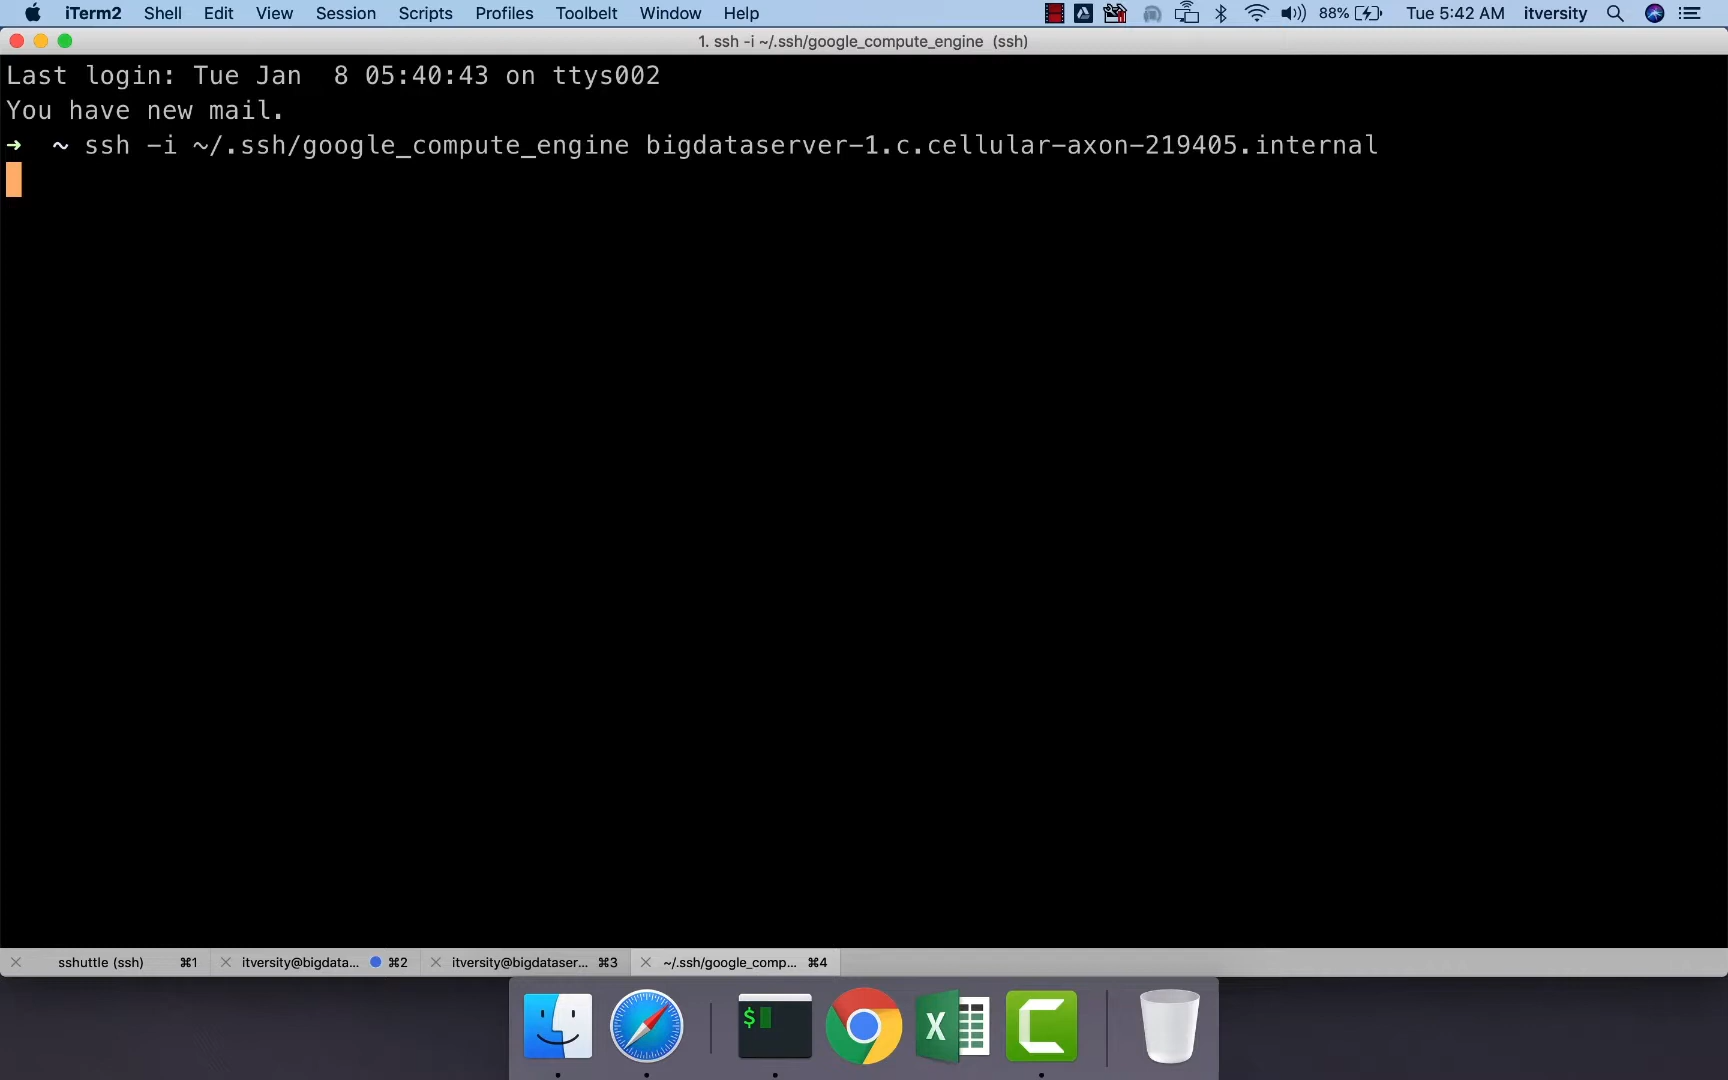 iTerm2 Shell Edit View Session Scripts Profiles Toolbelt Window Help 88% Tue 5:42 AM itversity
1. ssh -i ~/.ssh/google_compute_engine (ssh)
Last login: Tue Jan  8 05:40:43 on ttys002
You have new mail.
➜  ~ ssh -i ~/.ssh/google_compute_engine bigdataserver-1.c.cellular-axon-219405.internal
sshuttle (ssh) ⌘1 itversity@bigdata... ⌘2 itversity@bigdataser... ⌘3 ~/.ssh/google_comp... ⌘4
$ X C